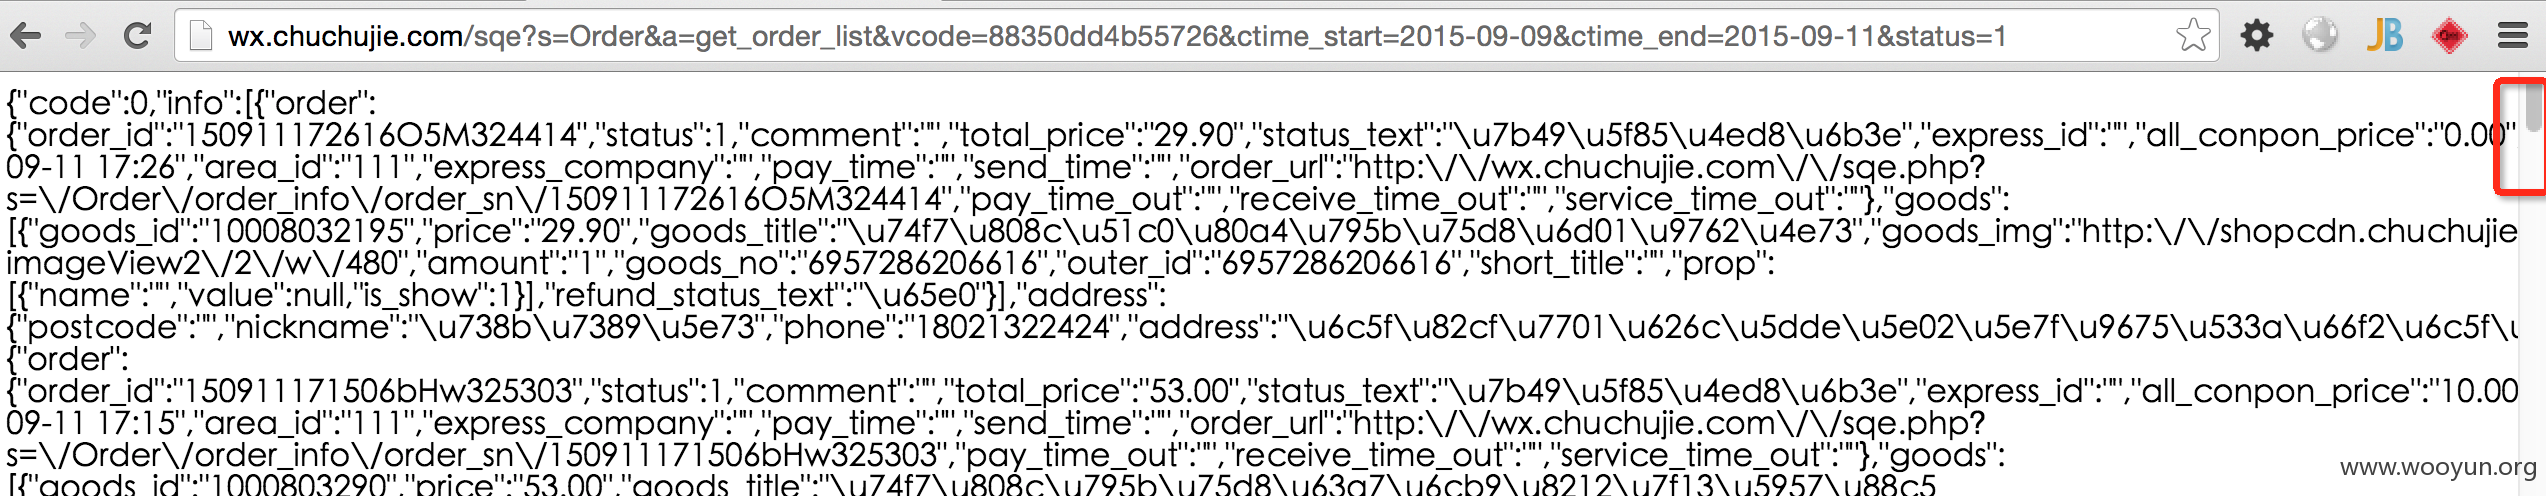 wx.chuchujie.com/sqe?s=Order&a=get_order_list&vcode=88350dd4b55726&ctime_start=2015-09-09&ctime_end=2015-09-11&status=1
JB
{"code":0,"info":[{"order":
{"order_id":"150911172616O5M324414","status":1,"comment":"","total_price":"29.90","status_text":"\u7b49\u5f85\u4ed8\u6b3e","express_id":"","all_conpon_price":"0.00"
09-11 17:26","area_id":"111","express_company":"","pay_time":"","send_time":"","order_url":"http:\/\/wx.chuchujie.com\/\/sqe.php?
s=\/Order\/order_info\/order_sn\/150911172616O5M324414","pay_time_out":"","receive_time_out":"","service_time_out":""},"goods":
[{"goods_id":"10008032195","price":"29.90","goods_title":"\u74f7\u808c\u51c0\u80a4\u795b\u75d8\u6d01\u9762\u4e73","goods_img":"http:\/\/shopcdn.chuchujie
imageView2\/2\/w\/480","amount":"1","goods_no":"6957286206616","outer_id":"6957286206616","short_title":"","prop":
[{"name":"","value":null,"is_show":1}],"refund_status_text":"\u65e0"}],"address":
{"postcode":"","nickname":"\u738b\u7389\u5e73","phone":"18021322424","address":"\u6c5f\u82cf\u7701\u626c\u5dde\u5e02\u5e7f\u9675\u533a\u66f2\u6c5f\u
{"order":
{"order_id":"150911171506bHw325303","status":1,"comment":"","total_price":"53.00","status_text":"\u7b49\u5f85\u4ed8\u6b3e","express_id":"","all_conpon_price":"10.00
09-11 17:15","area_id":"111","express_company":"","pay_time":"","send_time":"","order_url":"http:\/\/wx.chuchujie.com\/\/sqe.php?
s=\/Order\/order_info\/order_sn\/150911171506bHw325303","pay_time_out":"","receive_time_out":"","service_time_out":""},"goods":
[{"goods_id":"1000803290","price":"53.00","goods_title":"\u74f7\u808c\u795b\u75d8\u63a7\u6cb9\u8212\u7f13\u5957\u88c5
www.wooyun.org